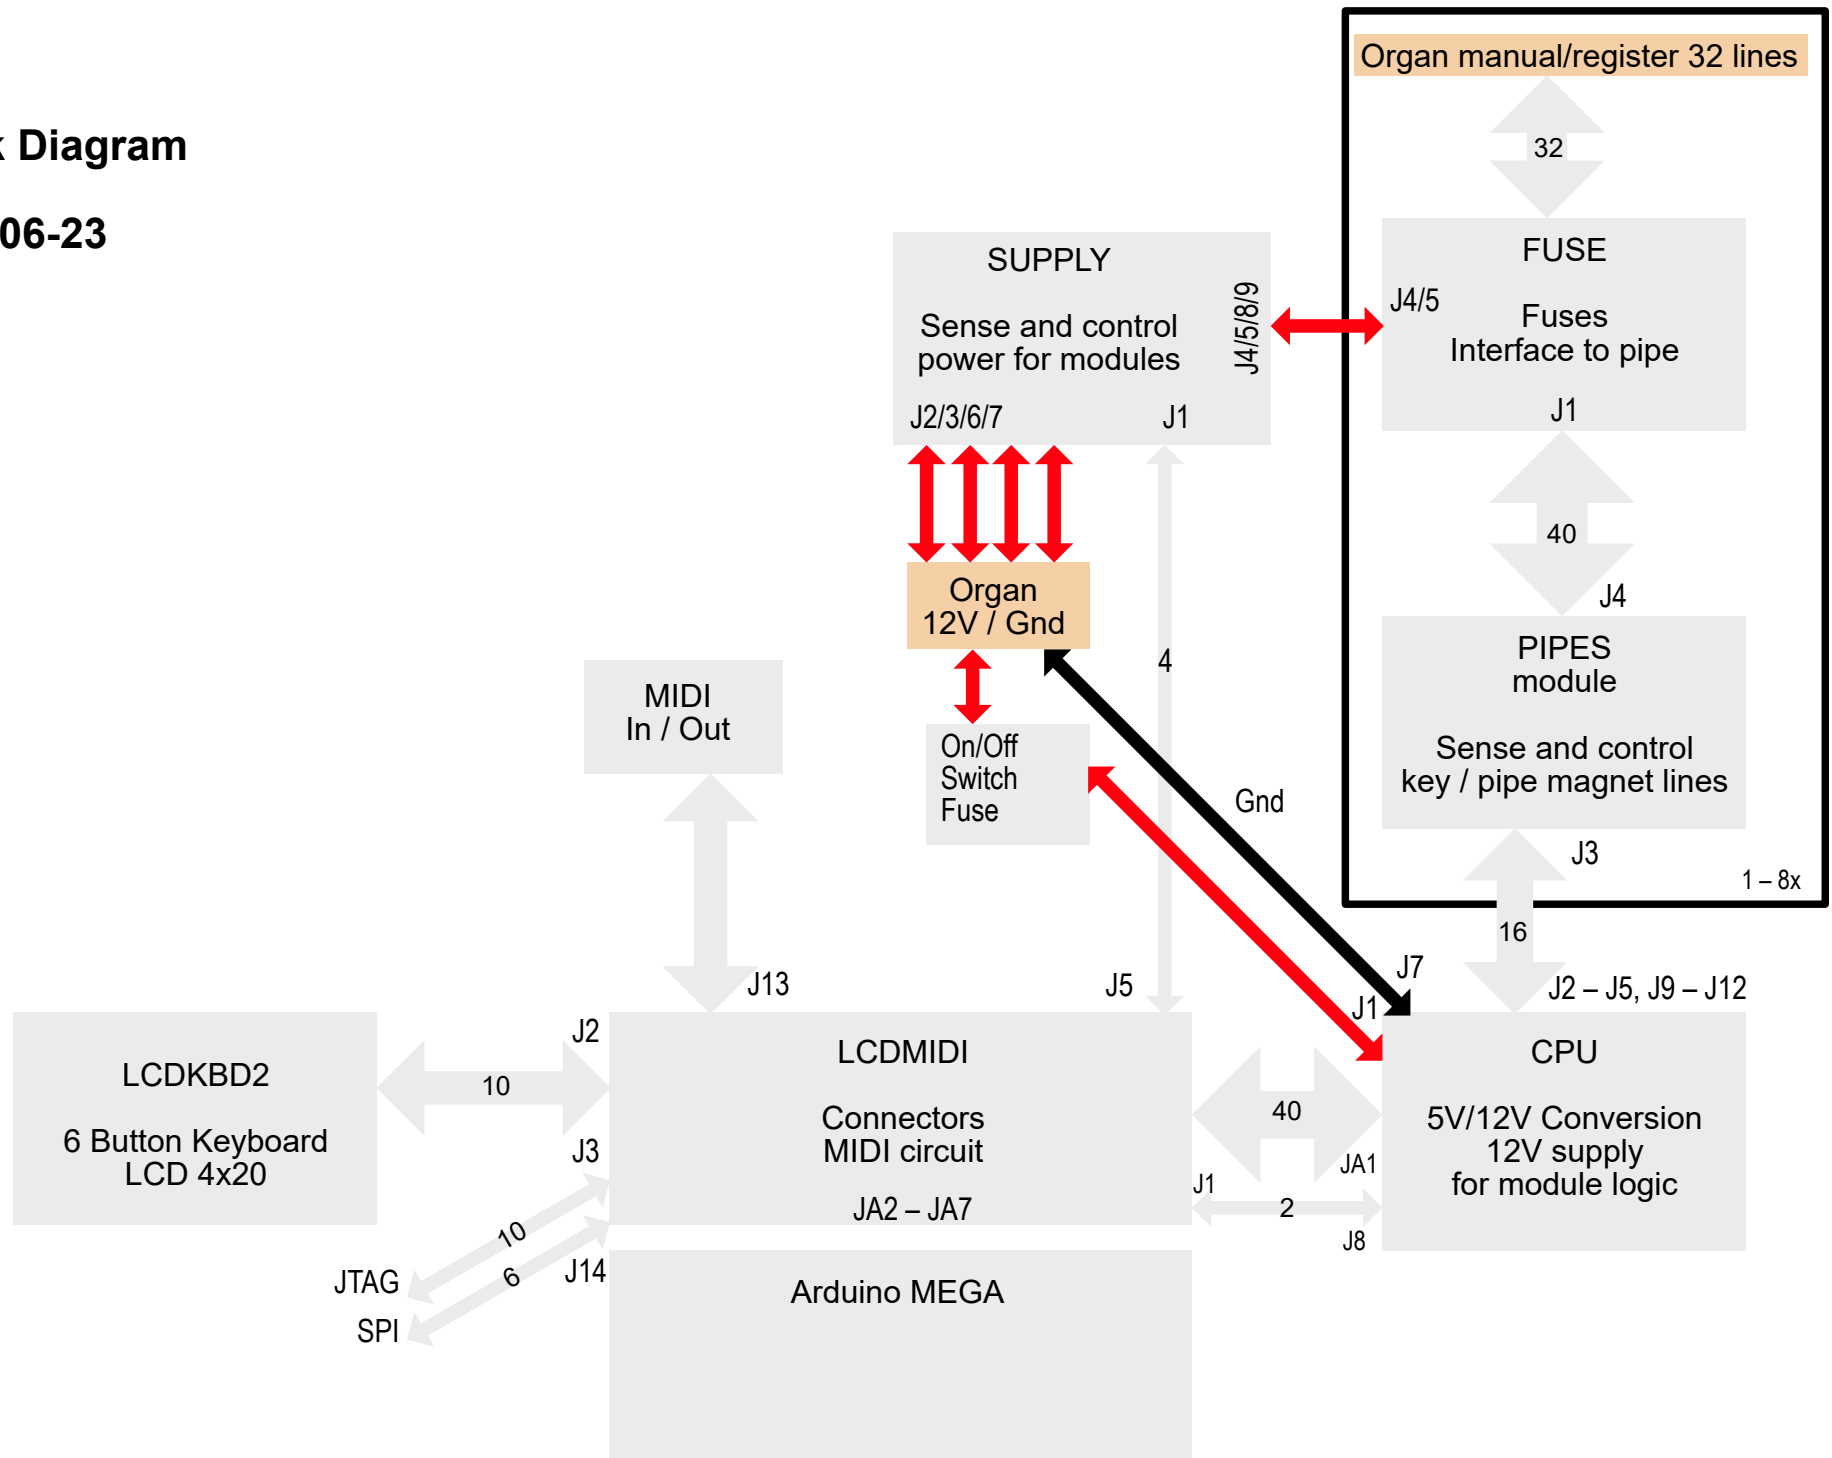 Diagram
06-23
Organ manual/register 32 lines
32
FUSE
J4/5
Fuses
Interface to pipe
J1
SUPPLY
Sense and control
power for modules
J4/5/8/9
J2/3/6/7
J1
40
J4
Organ
12V / Gnd
PIPES
module
Sense and control
key / pipe magnet lines
J3
1 – 8x
4
MIDI
In / Out
On/Off
Switch
Fuse
Gnd
16
J7
J13
J5
J1
J2 – J5, J9 – J12
LCDKBD2
6 Button Keyboard
LCD 4x20
J2
10
J3
LCDMIDI
Connectors
MIDI circuit
JA2 – JA7
40
JA1
J1
2
J8
CPU
5V/12V Conversion
12V supply
for module logic
10
6
J14
JTAG
SPI
Arduino MEGA